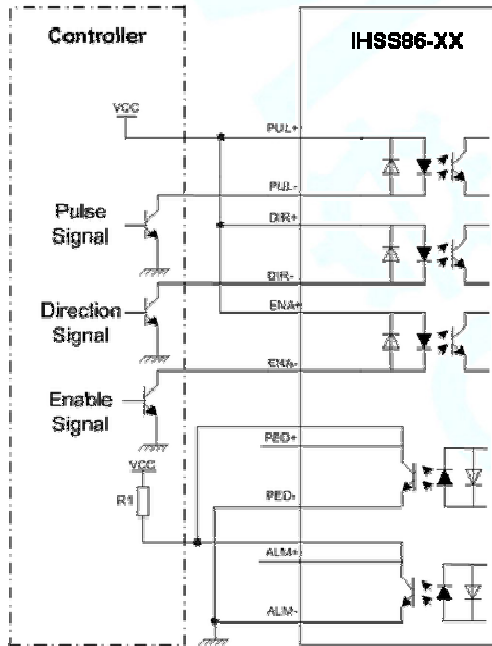 Controller
IHSS86-XX
VCC
PUL+
PUL-
Pulse
Signal
DIR+
DIR-
Direction
Signal
ENA+
ENA-
Enable
Signal
VCC
PED+
R1
PED-
ALM+
ALM-